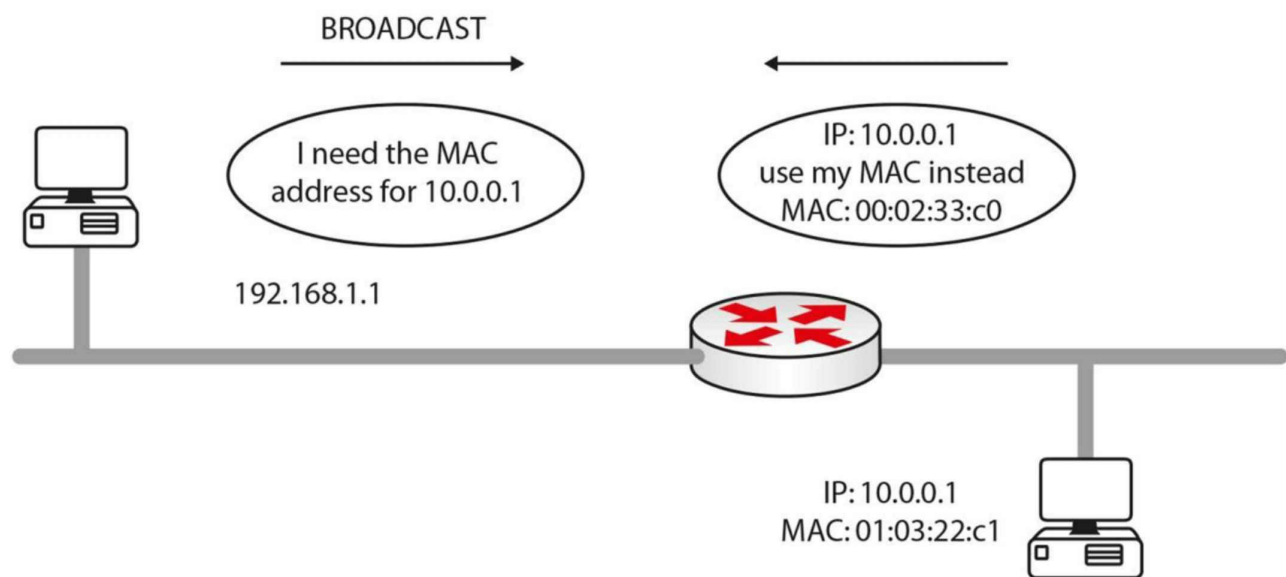 BROADCAST
I need the MAC
address for 10.0.0.1
IP: 10.0.0.1
use my MAC instead
MAC: 00:02:33:c0
192.168.1.1
IP: 10.0.0.1
MAC: 01:03:22:c1